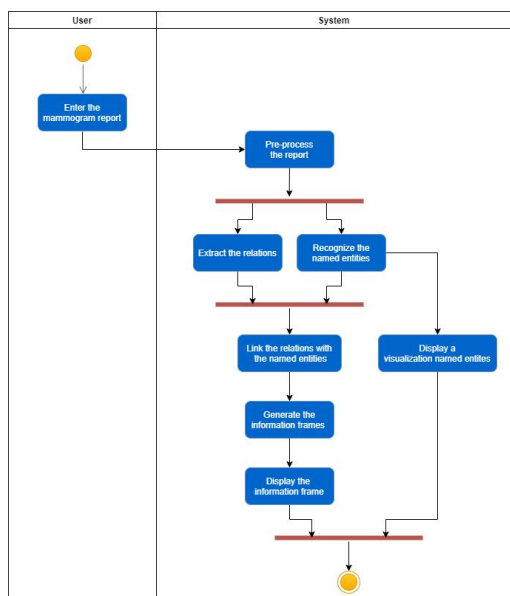 User
System
Enter the
mammogram report
Pre-process
the report
Extract the relations
Recognize the
named entities
Link the relations with
the named entities
Display a
visualization named entites
Generate the
information frames
Display the
information frame